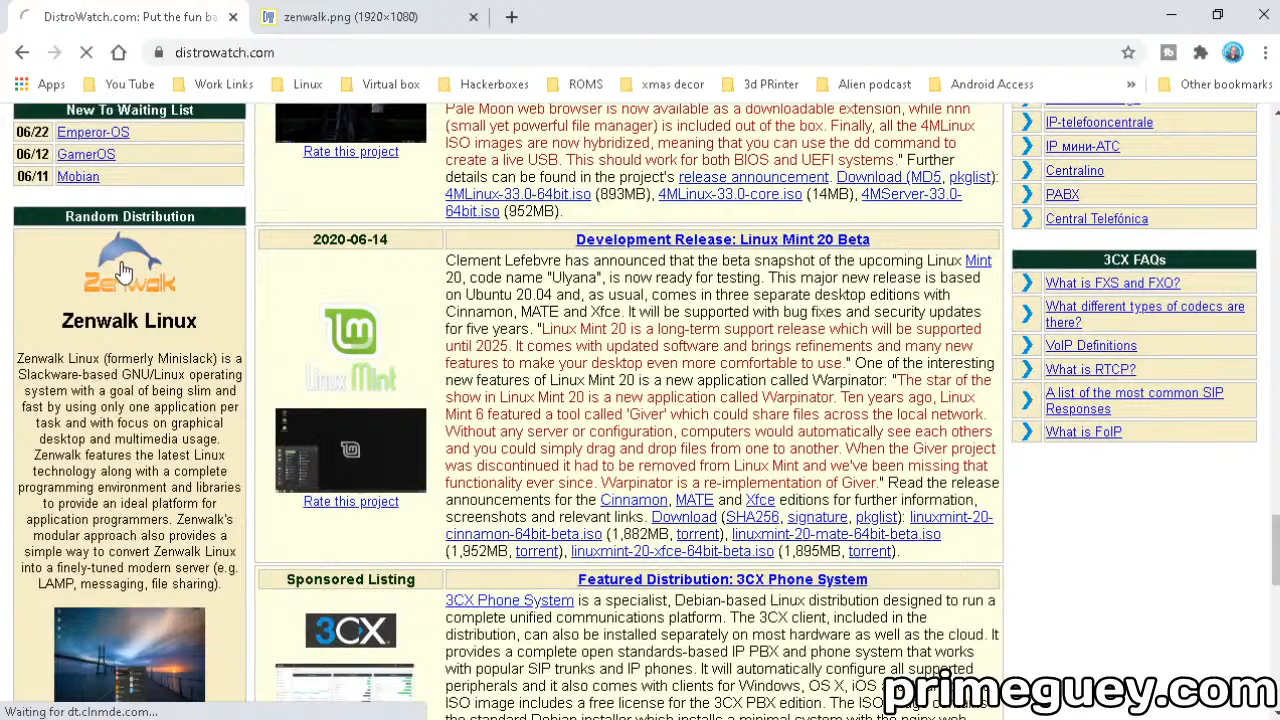 DistroWatch.com: Put the fun ba
zenwalk.png (1920×1080)
distrowatch.com
Apps
You Tube
Work Links
Linux
Virtual box
Hackerboxes
ROMS
xmas decor
3d PRinter
Alien podcast
Android Access
»
Other bookmarks
New To Waiting List
06/22 Emperor-OS
06/12 GamerOS
06/11 Mobian
Random Distribution
Zenwalk
Zenwalk Linux
Zenwalk Linux (formerly Minislack) is a
Slackware-based GNU/Linux operating
system with a goal of being slim and
fast by using only one application per
task and with focus on graphical
desktop and multimedia usage.
Zenwalk features the latest Linux
technology along with a complete
programming environment and libraries
to provide an ideal platform for
application programmers. Zenwalk's
modular approach also provides a
simple way to convert Zenwalk Linux
into a finely-tuned modern server (e.g.
LAMP, messaging, file sharing).
Waiting for dt.clnmde.com...
Rate this project
Pale Moon web browser is now available as a downloadable extension, while nnn
(small yet powerful file manager) is included out of the box. Finally, all the 4MLinux
ISO images are now hybridized, meaning that you can use the dd command to
create a live USB. This should work for both BIOS and UEFI systems." Further
details can be found in the project's release announcement. Download (MD5, pkglist):
4MLinux-33.0-64bit.iso (893MB), 4MLinux-33.0-core.iso (14MB), 4MServer-33.0-
64bit.iso (952MB).
2020-06-14
Development Release: Linux Mint 20 Beta
Linux Mint
Rate this project
Clement Lefebvre has announced that the beta snapshot of the upcoming Linux Mint
20, code name "Ulyana", is now ready for testing. This major new release is based
on Ubuntu 20.04 and, as usual, comes in three separate desktop editions with
Cinnamon, MATE and Xfce. It will be supported with bug fixes and security updates
for five years. "Linux Mint 20 is a long-term support release which will be supported
until 2025. It comes with updated software and brings refinements and many new
features to make your desktop even more comfortable to use." One of the interesting
new features of Linux Mint 20 is a new application called Warpinator: "The star of the
show in Linux Mint 20 is a new application called Warpinator. Ten years ago, Linux
Mint 6 featured a tool called 'Giver' which could share files across the local network.
Without any server or configuration, computers would automatically see each others
and you could simply drag and drop files from one to another. When the Giver project
was discontinued it had to be removed from Linux Mint and we've been missing that
functionality ever since. Warpinator is a re-implementation of Giver." Read the release
announcements for the Cinnamon, MATE and Xfce editions for further information,
screenshots and relevant links. Download (SHA256, signature, pkglist): linuxmint-20-
cinnamon-64bit-beta.iso (1,882MB, torrent), linuxmint-20-mate-64bit-beta.iso
(1,952MB, torrent), linuxmint-20-xfce-64bit-beta.iso (1,895MB, torrent).
Sponsored Listing
Featured Distribution: 3CX Phone System
3CX
3CX Phone System is a specialist, Debian-based Linux distribution designed to run a
complete unified communications platform. The 3CX client, included in the
distribution, can also be installed separately on most hardware as well as the cloud. It
provides a complete open standards-based IP PBX and phone system that works
with popular SIP trunks and IP phones. It will automatically configure all supported
peripherals and it also comes with clients for Windows, OS X, iOS
IP-telefooncentrale
IP мини-АТС
Centralino
PABX
Central Telefónica
3CX FAQs
What is FXS and FXO?
What different types of codecs are
there?
VoIP Definitions
What is RTCP?
A list of the most common SIP
Responses
What is FoIP
primeguey.com